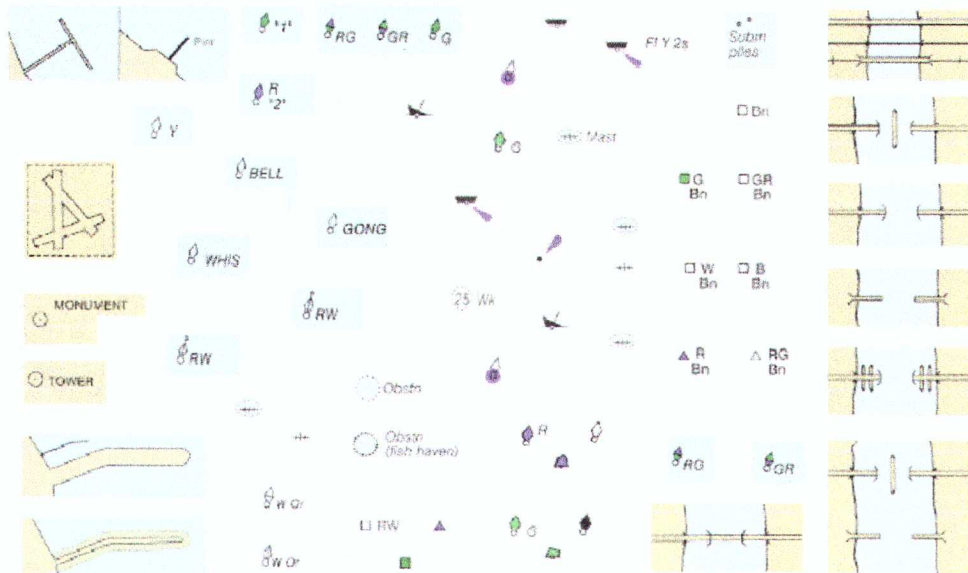 "1"
RG
GR
G
Fl Y 2s
Subm
piles
Pier
R
"2"
Y
Bn
G
Mast
BELL
G
Bn
GR
Bn
GONG
WHIS
W
Bn
B
Bn
MONUMENT
25 Wk
RW
RW
R
Bn
RG
Bn
TOWER
Obstn
Obstn
(fish haven)
R
RG
GR
W Or
RW
G
W Or